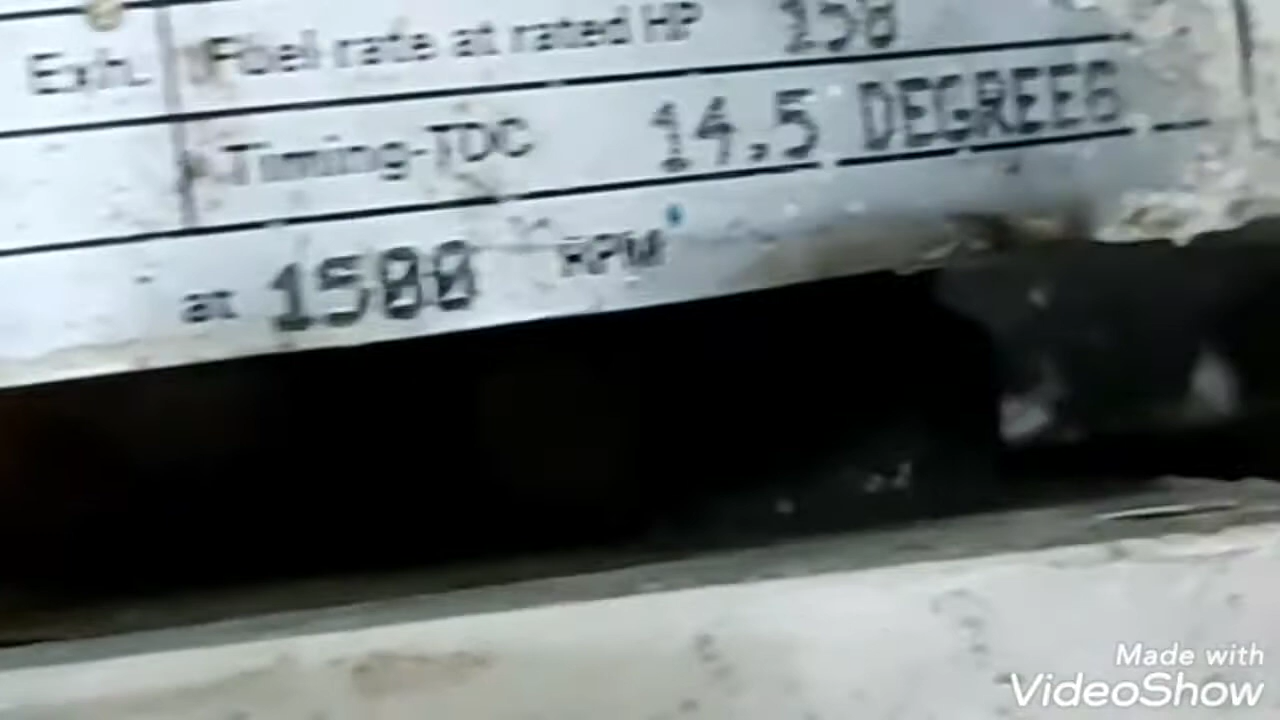 Exh. Fuel rate at rated HP 158
Timing-TDC 14.5 DEGREES
at 1500 RPM
Made with
VideoShow